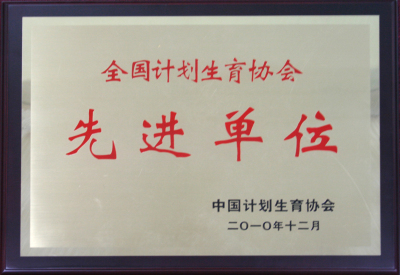 全国计划生育协会
先进单位
中国计划生育协会
二〇一〇年十二月